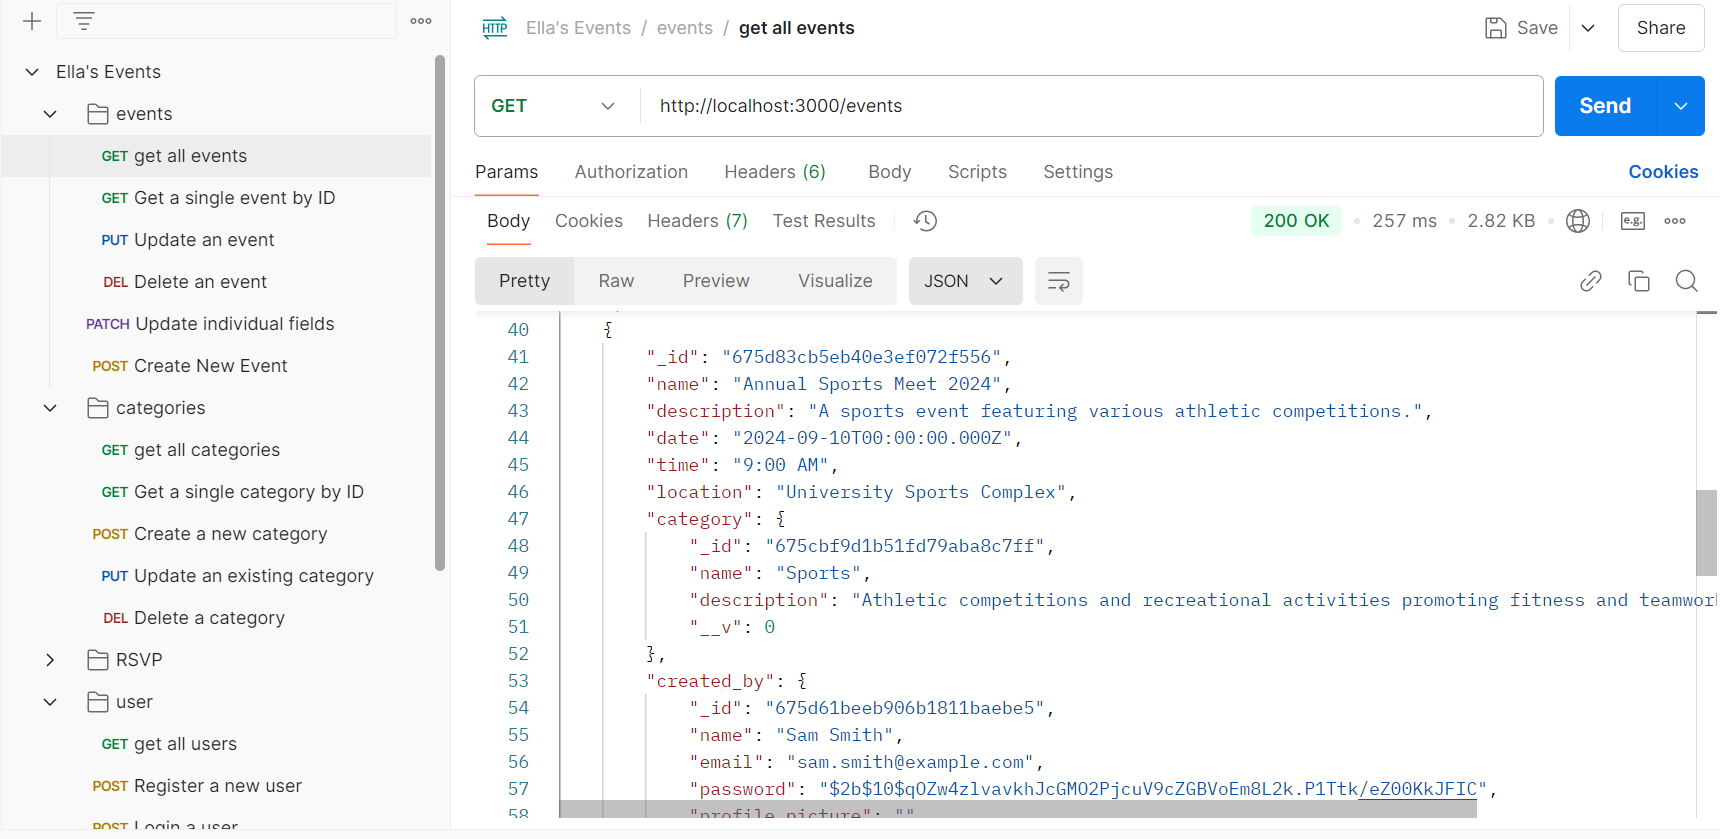 Ella's Events
events
GET get all events
GET Get a single event by ID
PUT Update an event
DEL Delete an event
PATCH Update individual fields
POST Create New Event
categories
GET get all categories
GET Get a single category by ID
POST Create a new category
PUT Update an existing category
DEL Delete a category
RSVP
user
GET get all users
POST Register a new user
POST Login a user
HTTP Ella's Events / events / get all events
Save Share
GET http://localhost:3000/events Send
Params Authorization Headers (6) Body Scripts Settings Cookies
Body Cookies Headers (7) Test Results 200 OK 257 ms 2.82 KB e.g.
Pretty Raw Preview Visualize JSON
40 {
41 "_id": "675d83cb5eb40e3ef072f556",
42 "name": "Annual Sports Meet 2024",
43 "description": "A sports event featuring various athletic competitions.",
44 "date": "2024-09-10T00:00:00.000Z",
45 "time": "9:00 AM",
46 "location": "University Sports Complex",
47 "category": {
48 "_id": "675cbf9d1b51fd79aba8c7ff",
49 "name": "Sports",
50 "description": "Athletic competitions and recreational activities promoting fitness and teamwork
51 "__v": 0
52 },
53 "created_by": {
54 "_id": "675d61beeb906b1811baebe5",
55 "name": "Sam Smith",
56 "email": "sam.smith@example.com",
57 "password": "$2b$10$qOZw4zlvavkhJcGMO2PjcuV9cZGBVoEm8L2k.P1Ttk/eZ00KkJFIC",
58 "profile_picture": ""